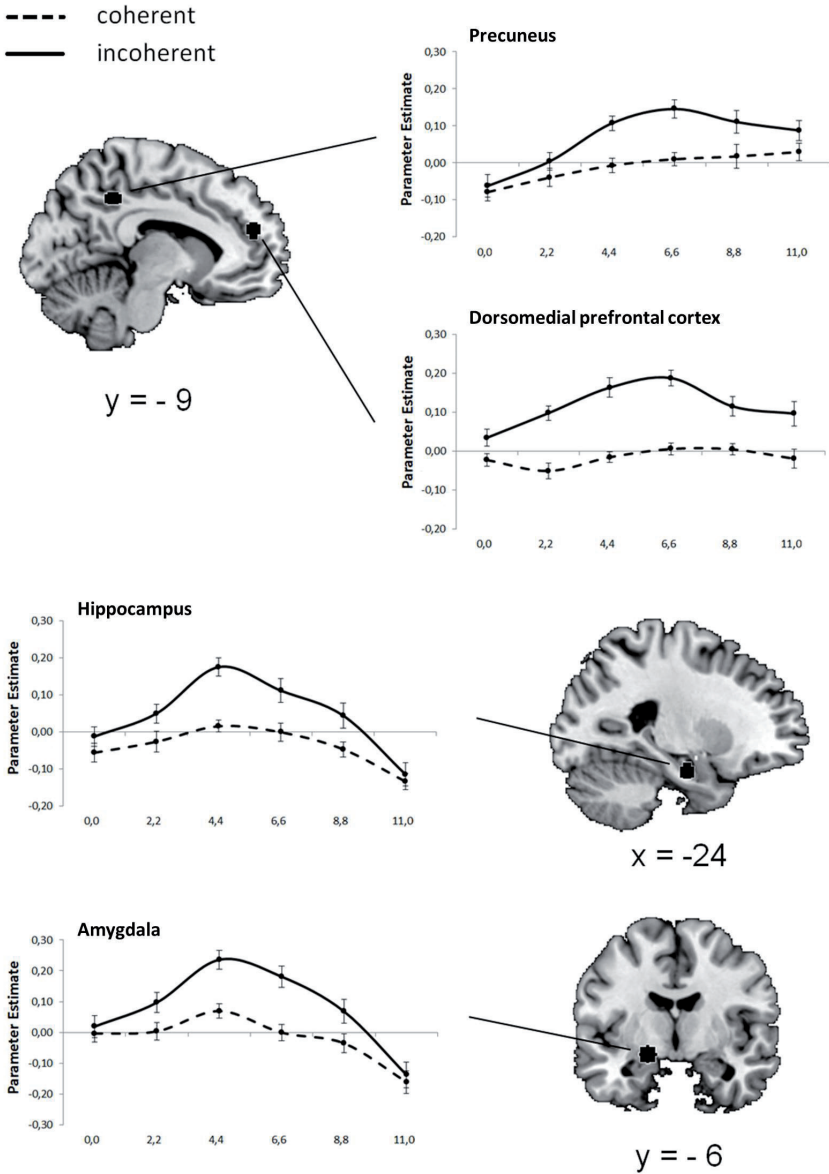 coherent
incoherent
Precuneus
Parameter Estimate
0,30
0,20
0,10
0,00
-0,10
-0,20
0,0 2,2 4,4 6,6 8,8 11,0
y = - 9
Dorsomedial prefrontal cortex
Parameter Estimate
0,30
0,20
0,10
0,00
-0,10
-0,20
0,0 2,2 4,4 6,6 8,8 11,0
Hippocampus
Parameter Estimate
0,30
0,20
0,10
0,00
-0,10
-0,20
0,0 2,2 4,4 6,6 8,8 11,0
x = -24
Amygdala
Parameter Estimate
0,30
0,20
0,10
0,00
-0,10
-0,20
-0,30
0,0 2,2 4,4 6,6 8,8 11,0
y = - 6